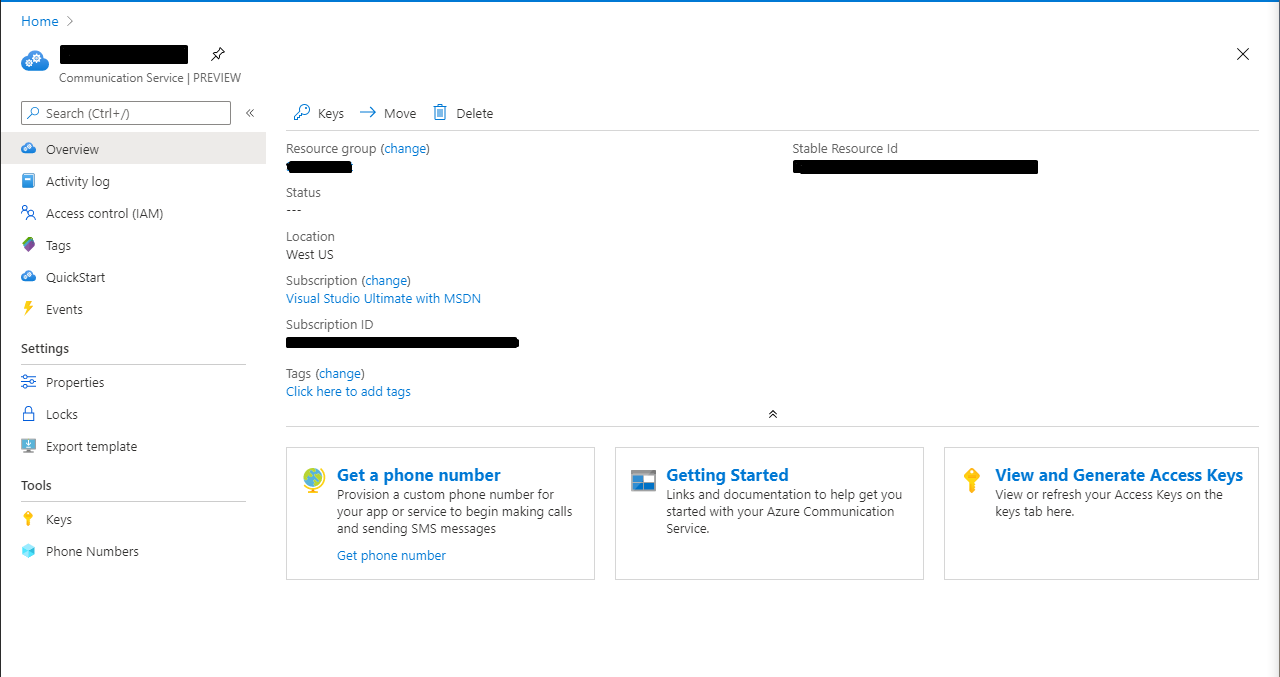 Home
Communication Service | PREVIEW
Search (Ctrl+/)
Overview
Activity log
Access control (IAM)
Tags
QuickStart
Events
Settings
Properties
Locks
Export template
Tools
Keys
Phone Numbers
Keys Move Delete
Resource group (change)
Status
---
Location
West US
Subscription (change)
Visual Studio Ultimate with MSDN
Subscription ID
Tags (change)
Click here to add tags
Stable Resource Id
Get a phone number
Provision a custom phone number for
your app or service to begin making calls
and sending SMS messages
Get phone number
Getting Started
Links and documentation to help get you
started with your Azure Communication
Service.
View and Generate Access Keys
View or refresh your Access Keys on the
keys tab here.